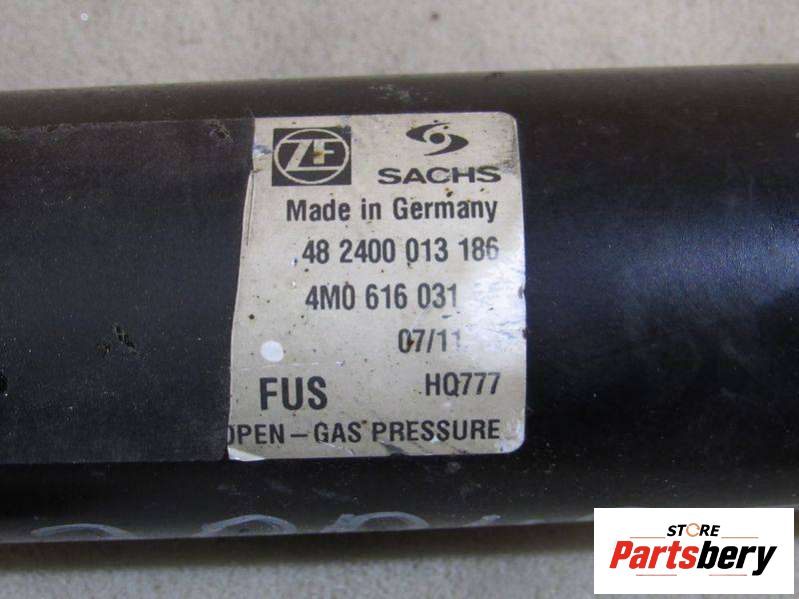 ZF
SACHS
Made in Germany
48 2400 013 186
4M0 616 031
07/11
FUS HQ777
OPEN – GAS PRESSURE
STORE
Partsbery